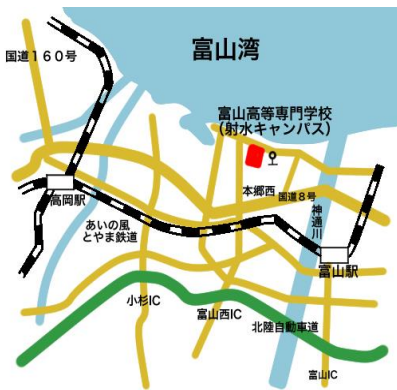 富山湾
国道160号
富山高等専門学校
(射水キャンパス)
本郷西
国道8号
神通川
高岡駅
あいの風
とやま鉄道
富山駅
小杉IC
富山西IC
北陸自動車道
富山IC